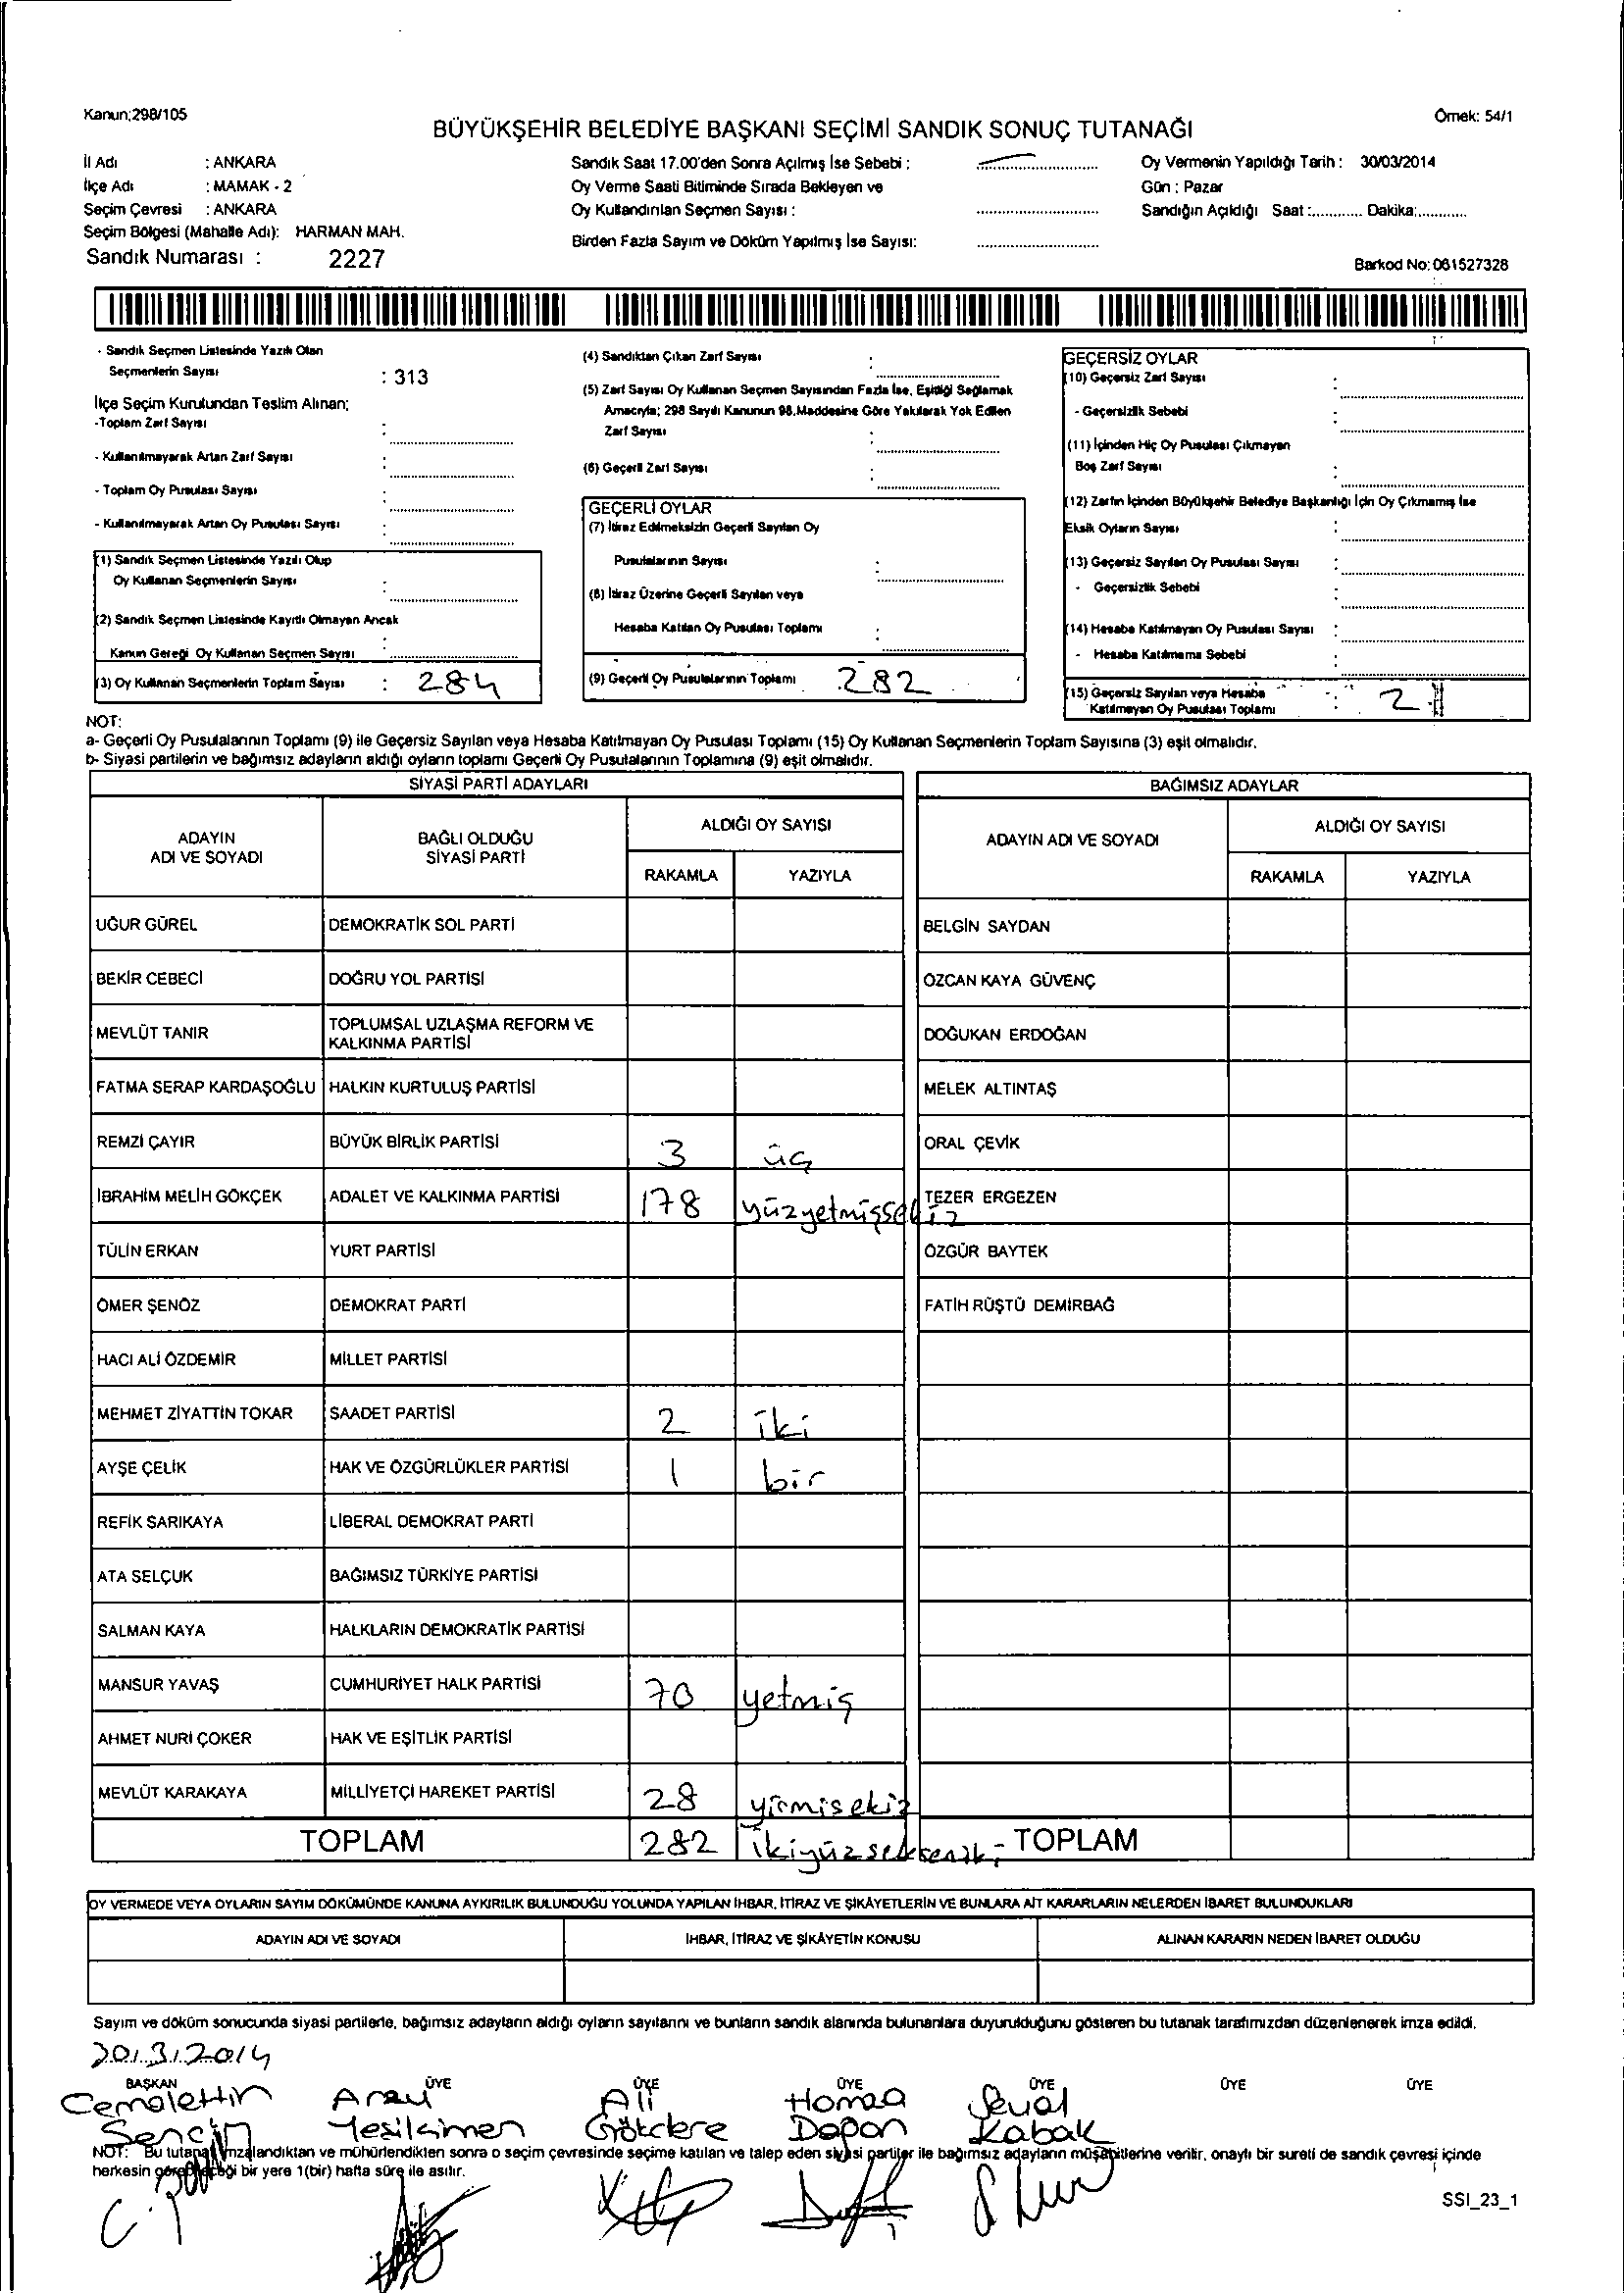 Kanun;298/105
Örnek: 54/1
BÜYÜKŞEHİR BELEDİYE BAŞKANI SEÇİMİ SANDIK SONUÇ TUTANAĞI
İl Adı : ANKARA
İlçe Adı : MAMAK - 2
Seçim Çevresi : ANKARA
Seçim Bölgesi (Mahalle Adı): HARMAN MAH.
Sandık Numarası : 2227
Sandık Saat 17.00'den Sonra Açılmış İse Sebebi :
Oy Verme Saati Bitiminde Sırada Bekleyen ve
Oy Kullandırılan Seçmen Sayısı :
Birden Fazla Sayım ve Döküm Yapılmış İse Sayısı:
Oy Vermenin Yapıldığı Tarih : 30/03/2014
Gün : Pazar
Sandığın Açıldığı Saat :............ Dakika:............
Barkod No: 061527328
- Sandık Seçmen Listesinde Yazılı Olan
Seçmenlerin Sayısı : 313
İlçe Seçim Kurulundan Teslim Alınan;
-Toplam Zarf Sayısı :
- Kullanılmayarak Artan Zarf Sayısı :
- Toplam Oy Pusulası Sayısı :
- Kullanılmayarak Artan Oy Pusulası Sayısı :
(1) Sandık Seçmen Listesinde Yazılı Olup
Oy Kullanan Seçmenlerin Sayısı :
(2) Sandık Seçmen Listesinde Kayıtlı Olmayan Ancak
Kanun Gereği Oy Kullanan Seçmen Sayısı :
(3) Oy Kullanan Seçmenlerin Toplam Sayısı : 284
(4) Sandıktan Çıkan Zarf Sayısı :
(5) Zarf Sayısı Oy Kullanan Seçmen Sayısından Fazla İse, Eşitliği Sağlamak
Amacıyla; 298 Sayılı Kanunun 98.Maddesine Göre Yakılarak Yok Edilen
Zarf Sayısı :
(6) Geçerli Zarf Sayısı :
GEÇERLİ OYLAR
(7) İtiraz Edilmeksizin Geçerli Sayılan Oy
Pusulalarının Sayısı :
(8) İtiraz Üzerine Geçerli Sayılan veya
Hesaba Katılan Oy Pusulası Toplamı :
(9) Geçerli Oy Pusulalarının Toplamı : 282
GEÇERSİZ OYLAR
(10) Geçersiz Zarf Sayısı :
- Geçersizlik Sebebi :
(11) İçinden Hiç Oy Pusulası Çıkmayan
Boş Zarf Sayısı :
(12) Zarfın İçinden Büyükşehir Belediye Başkanlığı İçin Oy Çıkmamış İse
Eksik Oyların Sayısı :
(13) Geçersiz Sayılan Oy Pusulası Sayısı :
- Geçersizlik Sebebi :
(14) Hesaba Katılmayan Oy Pusulası Sayısı :
- Hesaba Katılmama Sebebi :
(15) Geçersiz Sayılan veya Hesaba
Katılmayan Oy Pusulası Toplamı : 2
NOT:
a- Geçerli Oy Pusulalarının Toplamı (9) ile Geçersiz Sayılan veya Hesaba Katılmayan Oy Pusulası Toplamı (15) Oy Kullanan Seçmenlerin Toplam Sayısına (3) eşit olmalıdır.
b- Siyasi partilerin ve bağımsız adayların aldığı oyların toplamı Geçerli Oy Pusulalarının Toplamına (9) eşit olmalıdır.
SİYASİ PARTİ ADAYLARI
BAĞIMSIZ ADAYLAR
ADAYIN ADI VE SOYADI
BAĞLI OLDUĞU SİYASİ PARTİ
ALDIĞI OY SAYISI
RAKAMLA YAZIYLA
ADAYIN ADI VE SOYADI
ALDIĞI OY SAYISI
RAKAMLA YAZIYLA
UĞUR GÜREL DEMOKRATİK SOL PARTİ BELGİN SAYDAN
BEKİR CEBECİ DOĞRU YOL PARTİSİ ÖZCAN KAYA GÜVENÇ
MEVLÜT TANIR TOPLUMSAL UZLAŞMA REFORM VE KALKINMA PARTİSİ DOĞUKAN ERDOĞAN
FATMA SERAP KARDAŞOĞLU HALKIN KURTULUŞ PARTİSİ MELEK ALTINTAŞ
REMZİ ÇAYIR BÜYÜK BİRLİK PARTİSİ 3 üç ORAL ÇEVİK
İBRAHİM MELİH GÖKÇEK ADALET VE KALKINMA PARTİSİ 178 yüzyetmişsekiz TEZER ERGEZEN
TÜLİN ERKAN YURT PARTİSİ ÖZGÜR BAYTEK
ÖMER ŞENÖZ DEMOKRAT PARTİ FATİH RÜŞTÜ DEMİRBAĞ
HACI ALİ ÖZDEMİR MİLLET PARTİSİ
MEHMET ZİYATTİN TOKAR SAADET PARTİSİ 2 iki
AYŞE ÇELİK HAK VE ÖZGÜRLÜKLER PARTİSİ 1 bir
REFİK SARIKAYA LİBERAL DEMOKRAT PARTİ
ATA SELÇUK BAĞIMSIZ TÜRKİYE PARTİSİ
SALMAN KAYA HALKLARIN DEMOKRATİK PARTİSİ
MANSUR YAVAŞ CUMHURİYET HALK PARTİSİ 70 yetmiş
AHMET NURİ ÇOKER HAK VE EŞİTLİK PARTİSİ
MEVLÜT KARAKAYA MİLLİYETÇİ HAREKET PARTİSİ 28 yirmisekiz
TOPLAM 282 ikiyüzsekseniki TOPLAM
OY VERMEDE VEYA OYLARIN SAYIM DÖKÜMÜNDE KANUNA AYKIRILIK BULUNDUĞU YOLUNDA YAPILAN İHBAR, İTİRAZ VE ŞİKÂYETLERİN VE BUNLARA AİT KARARLARIN NELERDEN İBARET BULUNDUKLARI
ADAYIN ADI VE SOYADI İHBAR, İTİRAZ VE ŞİKÂYETİN KONUSU ALINAN KARARIN NEDEN İBARET OLDUĞU
Sayım ve döküm sonucunda siyasi partilerle, bağımsız adayların aldığı oyların sayılarını ve bunların sandık alanında bulunanlara duyurulduğunu gösteren bu tutanak tarafımızdan düzenlenerek imza edildi.
30/3/2014
BAŞKAN ÜYE ÜYE ÜYE ÜYE ÜYE ÜYE
Cemalettin Ali
Gökdere Kabak
NOT: Bu tutanak imzalandıktan ve mühürlendikten sonra o seçim çevresinde seçime katılan ve talep eden siyasi partiler ile bağımsız adayların müşahitlerine verilir, onaylı bir sureti de sandık çevresi içinde
herkesin görebileceği bir yere 1(bir) hafta süre ile asılır.
SSI_23_1